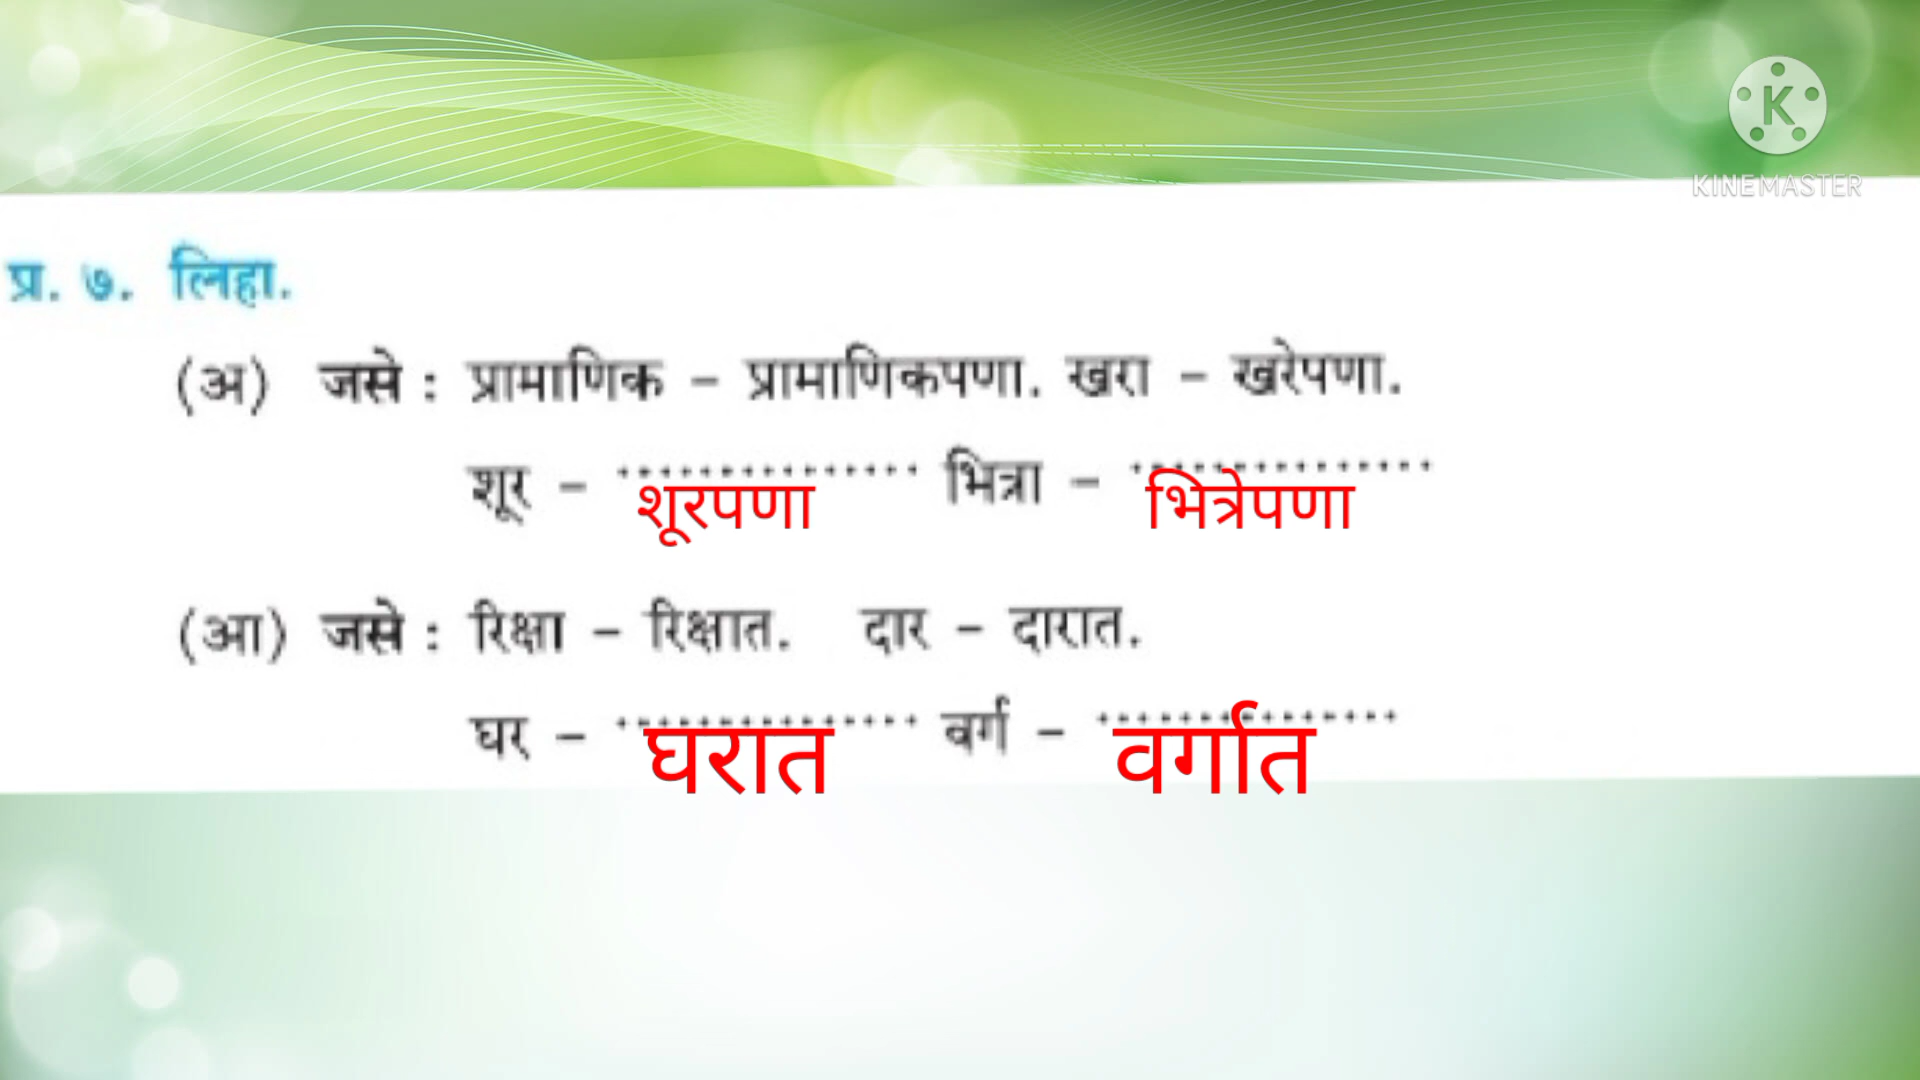 K
KINEMASTER
प्र. ७. लिहा.
(अ) जसे : प्रामाणिक – प्रामाणिकपणा. खरा – खरेपणा.
शूर – ............... भित्रा – ...............
शूरपणा भित्रेपणा
(आ) जसे : रिक्षा – रिक्षात. दार – दारात.
घर – ............... वर्ग – ...............
घरात वर्गात